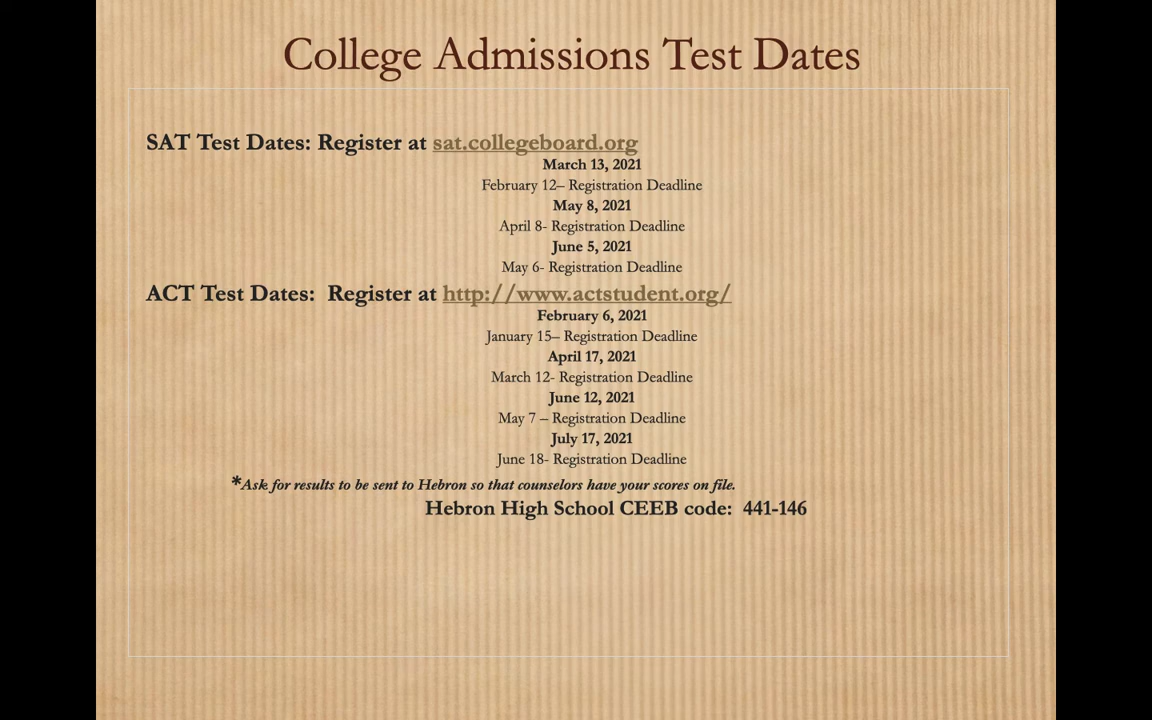 College Admissions Test Dates
SAT Test Dates: Register at sat.collegeboard.org
March 13, 2021
February 12– Registration Deadline
May 8, 2021
April 8- Registration Deadline
June 5, 2021
May 6- Registration Deadline
ACT Test Dates:  Register at http://www.actstudent.org/
February 6, 2021
January 15– Registration Deadline
April 17, 2021
March 12- Registration Deadline
June 12, 2021
May 7 – Registration Deadline
July 17, 2021
June 18- Registration Deadline
*Ask for results to be sent to Hebron so that counselors have your scores on file.
Hebron High School CEEB code:  441-146